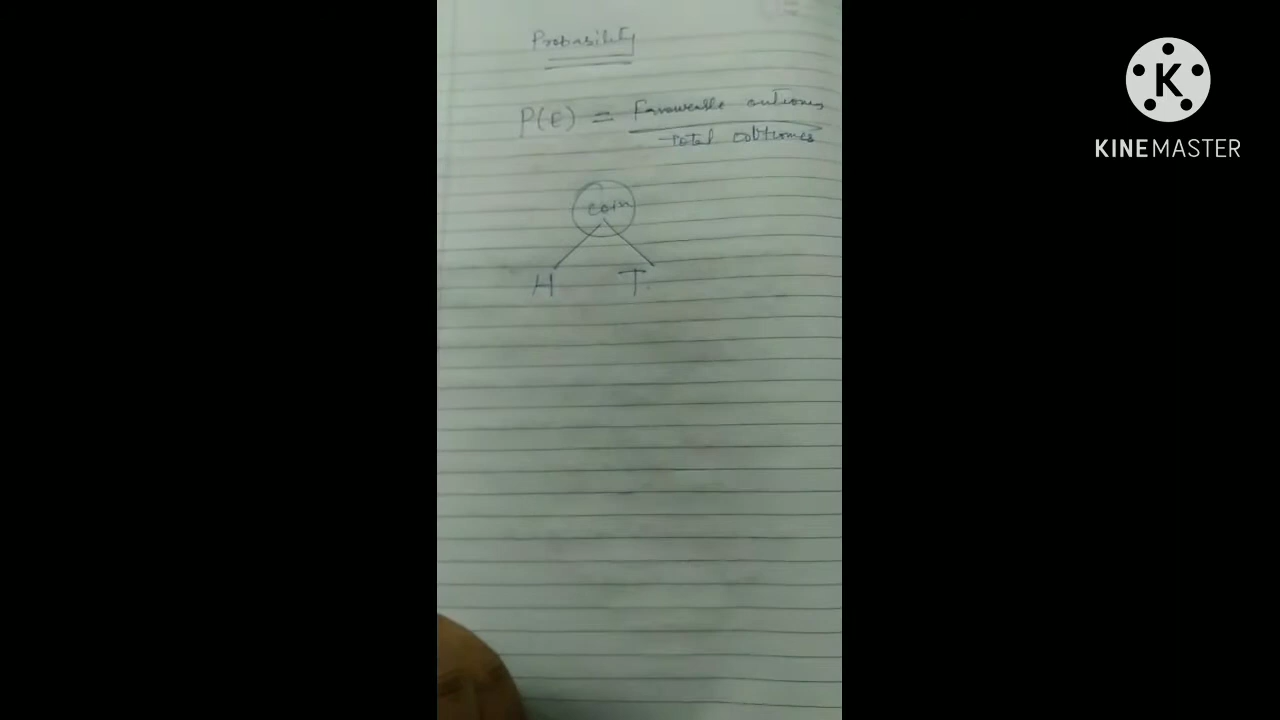 Probability
P(E) = Favourable outcomes
Total outcomes
coin
H T
K
KINEMASTER